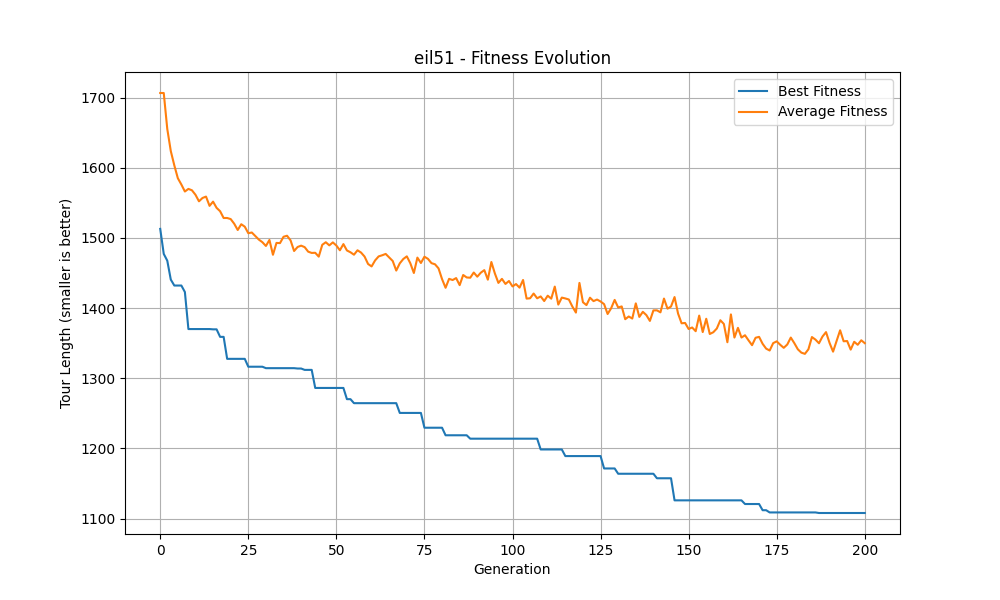 eil51 - Fitness Evolution
Best Fitness
Average Fitness
Tour Length (smaller is better)
1700
1600
1500
1400
1300
1200
1100
0 25 50 75 100 125 150 175 200
Generation